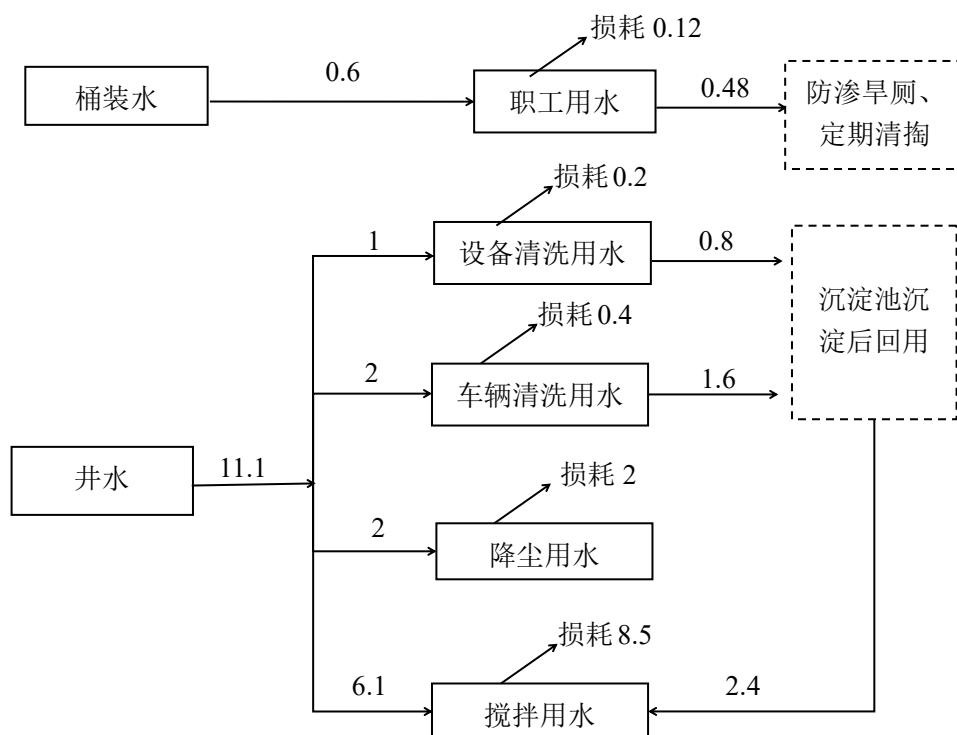 损耗 0.12
桶装水
0.6
职工用水
0.48
防渗旱厕、
定期清掏
损耗 0.2
1
设备清洗用水
0.8
沉淀池沉
淀后回用
损耗 0.4
2
车辆清洗用水
1.6
井水
11.1
损耗 2
2
降尘用水
损耗 8.5
6.1
搅拌用水
2.4